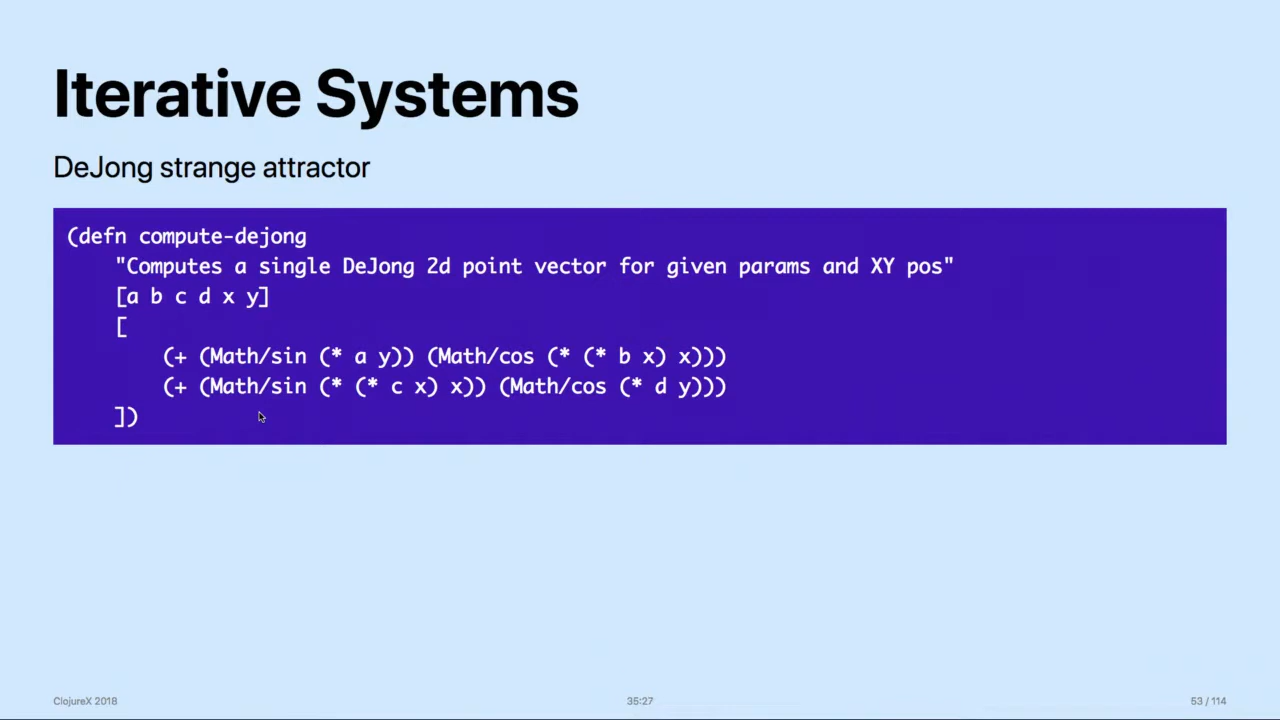 Iterative Systems
DeJong strange attractor
(defn compute-dejong
"Computes a single DeJong 2d point vector for given params and XY pos"
[a b c d x y]
[
(+ (Math/sin (* a y)) (Math/cos (* (* b x) x)))
(+ (Math/sin (* (* c x) x)) (Math/cos (* d y)))
])
ClojureX 2018
35:27
53 / 114